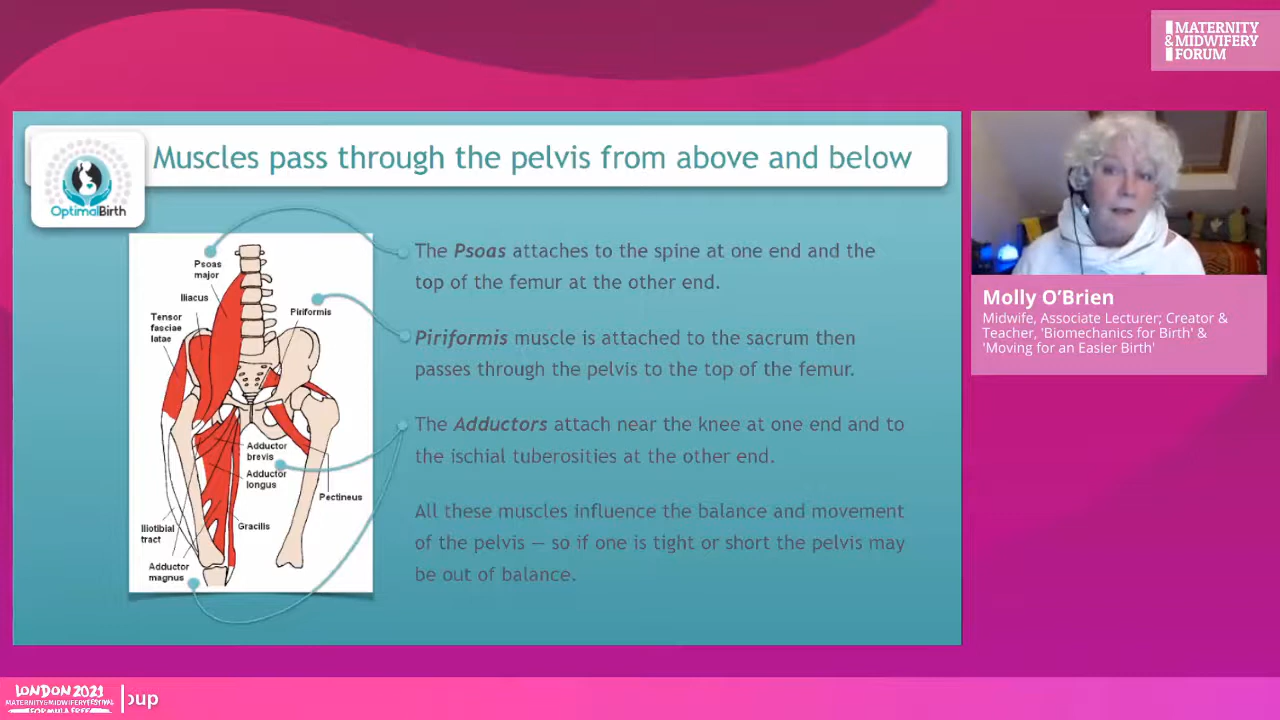 MATERNITY
&MIDWIFERY
FORUM
Muscles pass through the pelvis from above and below
OptimalBirth
Psoas
major
Iliacus
Tensor
fasciae
latae
Piriformis
Adductor
brevis
Adductor
longus
Pectineus
Gracilis
Iliotibial
tract
Adductor
magnus
The Psoas attaches to the spine at one end and the
top of the femur at the other end.
Piriformis muscle is attached to the sacrum then
passes through the pelvis to the top of the femur.
The Adductors attach near the knee at one end and to
the ischial tuberosities at the other end.
All these muscles influence the balance and movement
of the pelvis – so if one is tight or short the pelvis may
be out of balance.
Molly O’Brien
Midwife, Associate Lecturer; Creator &
Teacher, 'Biomechanics for Birth' &
'Moving for an Easier Birth'
LONDON 2021
MATERNITY&MIDWIFERY FESTIVAL
FORMULA FREE
oup